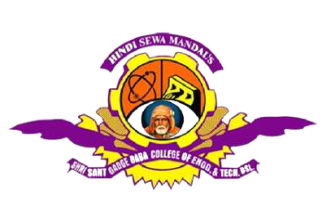 HINDI SEWA MANDAL'S
SHRI SANT GADGE BABA COLLEGE OF ENGG. & TECH. BSL.